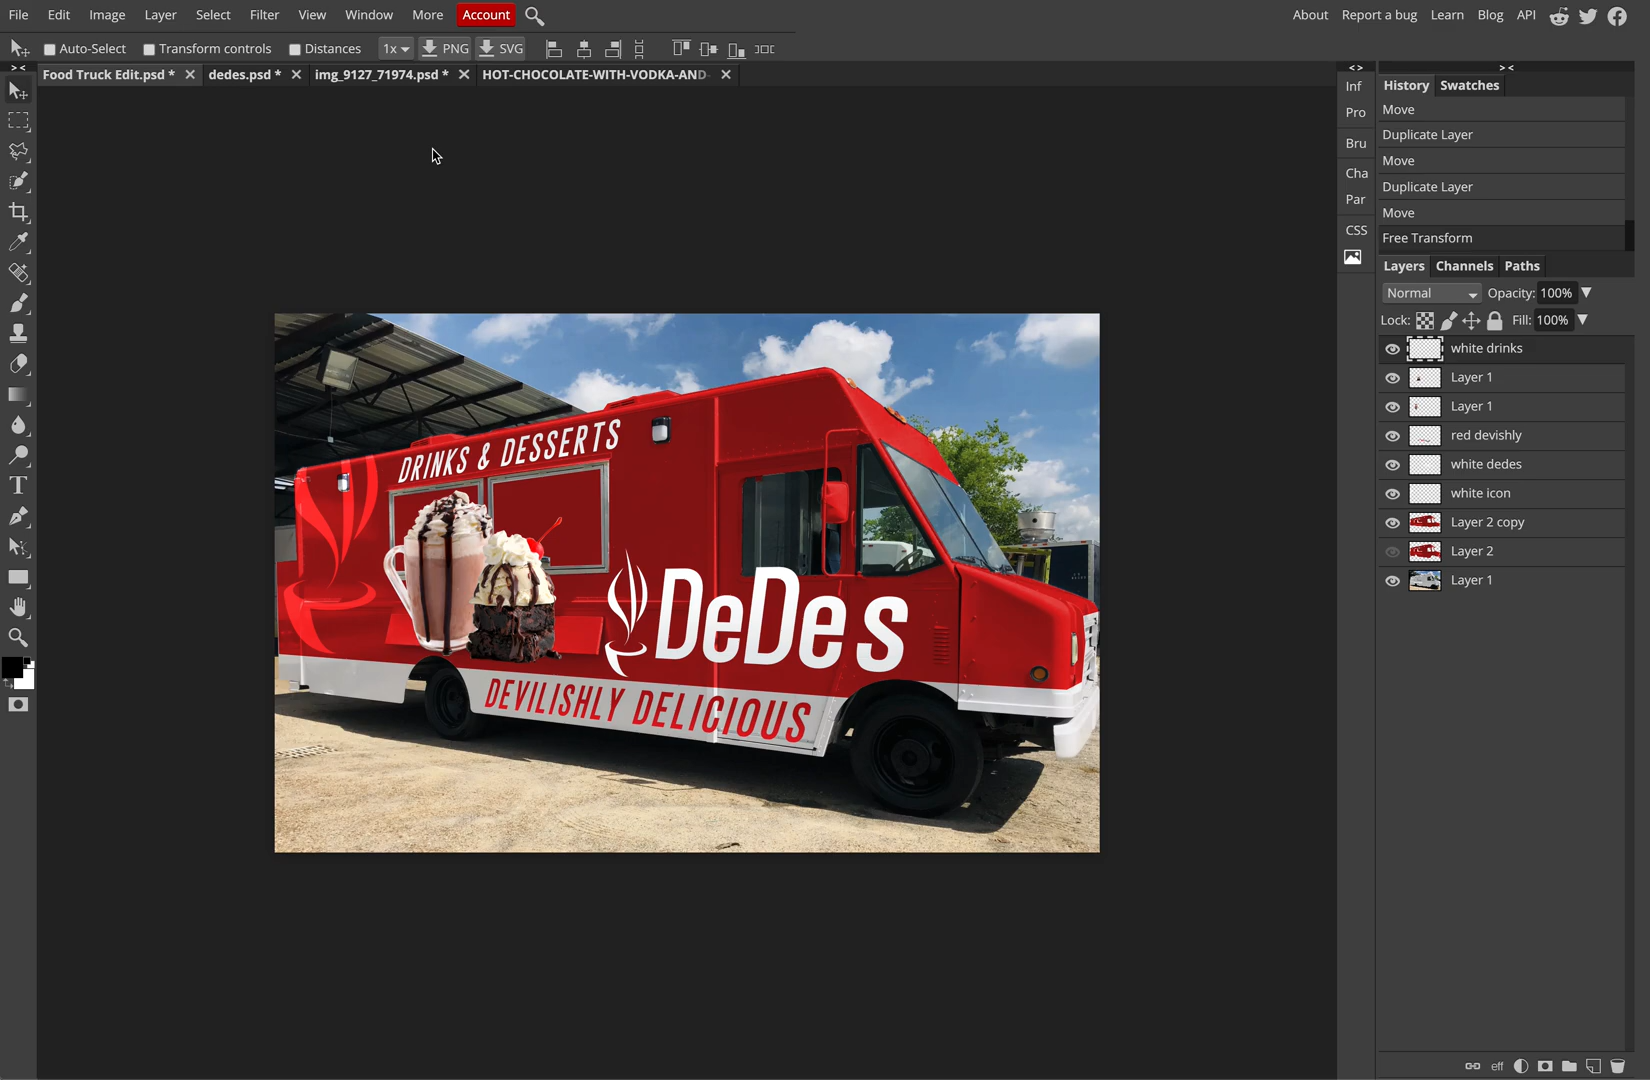 File Edit Image Layer Select Filter View Window More Account About Report a bug Learn Blog API
Auto-Select Transform controls Distances 1x PNG SVG
Food Truck Edit.psd * dedes.psd * img_9127_71974.psd * HOT-CHOCOLATE-WITH-VODKA-AND-
Inf
Pro
Bru
Cha
Par
CSS
History Swatches
Move
Duplicate Layer
Move
Duplicate Layer
Move
Free Transform
Layers Channels Paths
Normal Opacity: 100%
Lock: Fill: 100%
white drinks
Layer 1
Layer 1
red devishly
white dedes
white icon
Layer 2 copy
Layer 2
Layer 1
eff
DRINKS & DESSERTS
DeDes
DEVILISHLY DELICIOUS
T